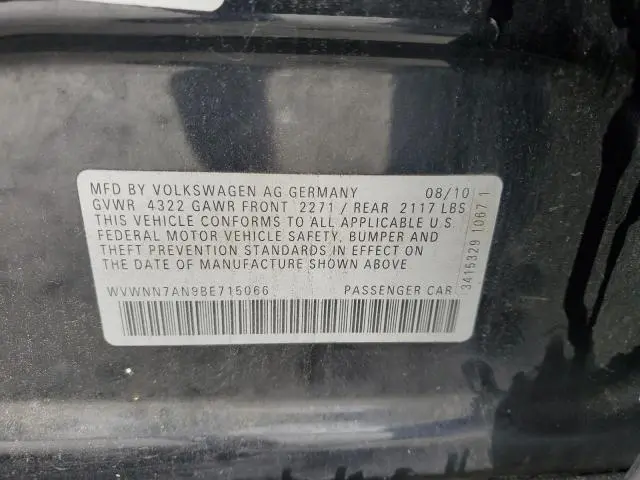 MFD BY VOLKSWAGEN AG GERMANY 08/10
GVWR 4322 GAWR FRONT 2271 / REAR 2117 LBS
THIS VEHICLE CONFORMS TO ALL APPLICABLE U.S.
FEDERAL MOTOR VEHICLE SAFETY, BUMPER AND
THEFT PREVENTION STANDARDS IN EFFECT ON
THE DATE OF MANUFACTURE SHOWN ABOVE
WVWNN7AN9BE715066 PASSENGER CAR
3415329 1067 1